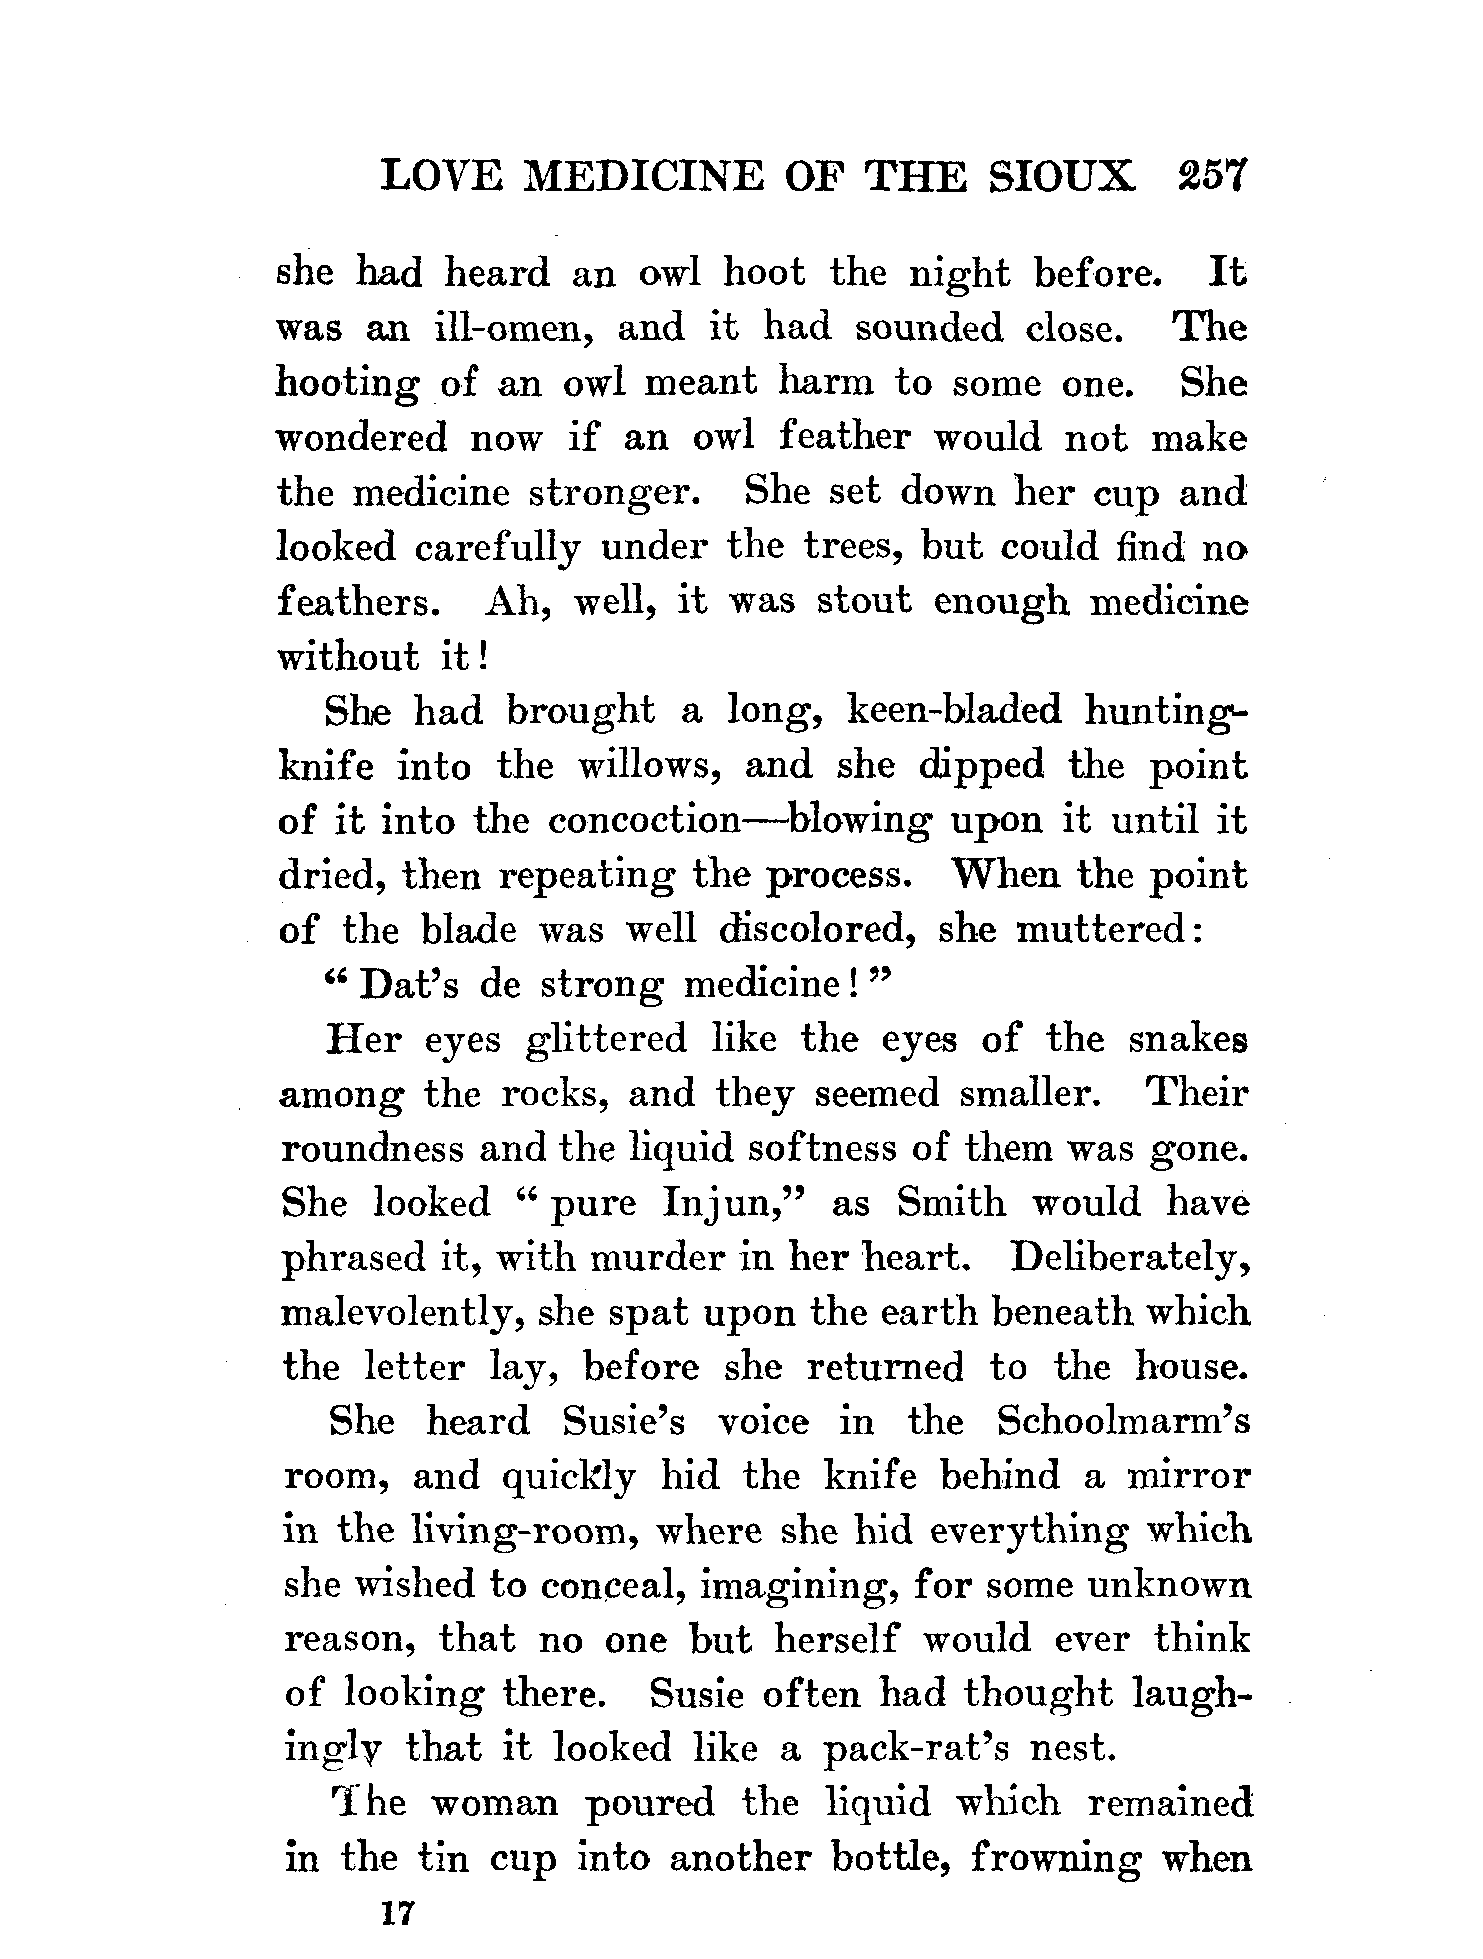 LOVE MEDICINE OF THE SIOUX 257
she had heard an owl hoot the night before. It
was an ill-omen, and it had sounded close. The
hooting of an owl meant harm to some one. She
wondered now if an owl feather would not make
the medicine stronger. She set down her cup and
looked carefully under the trees, but could find no
feathers. Ah, well, it was stout enough medicine
without it!
She had brought a long, keen-bladed hunting-
knife into the willows, and she dipped the point
of it into the concoction—blowing upon it until it
dried, then repeating the process. When the point
of the blade was well discolored, she muttered:
“Dat’s de strong medicine!”
Her eyes glittered like the eyes of the snakes
among the rocks, and they seemed smaller. Their
roundness and the liquid softness of them was gone.
She looked “pure Injun,” as Smith would have
phrased it, with murder in her heart. Deliberately,
malevolently, she spat upon the earth beneath which
the letter lay, before she returned to the house.
She heard Susie’s voice in the Schoolmarm’s
room, and quickly hid the knife behind a mirror
in the living-room, where she hid everything which
she wished to conceal, imagining, for some unknown
reason, that no one but herself would ever think
of looking there. Susie often had thought laugh-
ingly that it looked like a pack-rat’s nest.
The woman poured the liquid which remained
in the tin cup into another bottle, frowning when
17